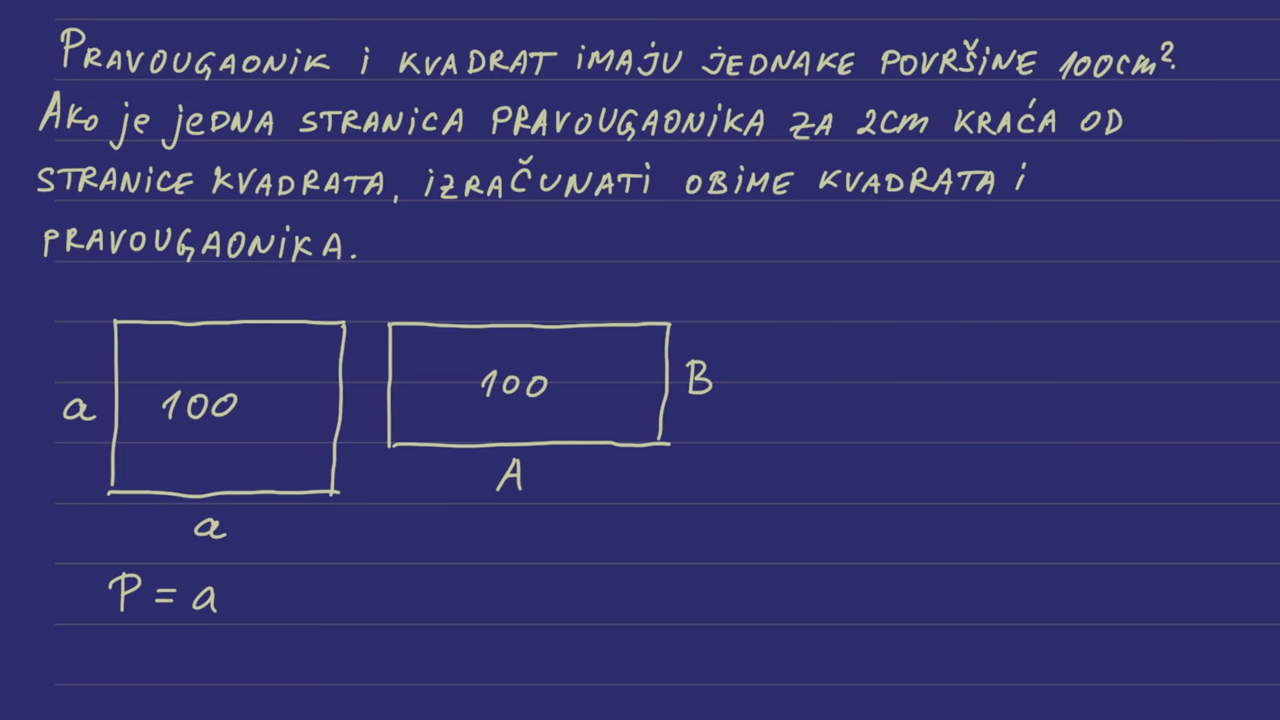 PRAVOUGAONIK i KVADRAT IMAJU JEDNAKE POVRŠINE 100cm².
AKO je jEDNA STRANICA PRAVOUGAONIKA ZA 2cm KRAĆA OD
STRANICE KVADRATA, IZRAČUNATI OBIME KVADRATA i
PRAVOUGAONIKA.
a 100
100 B
A
a
P = a